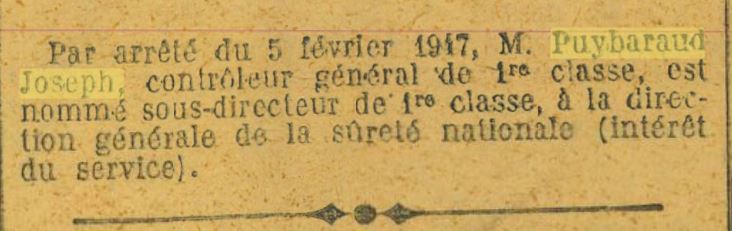 Par arrêté du 5 février 1947, M. Puybaraud
Joseph, contrôleur général de 1re classe, est
nommé sous-directeur de 1re classe, à la direc-
tion générale de la sûreté nationale (intérêt
du service).